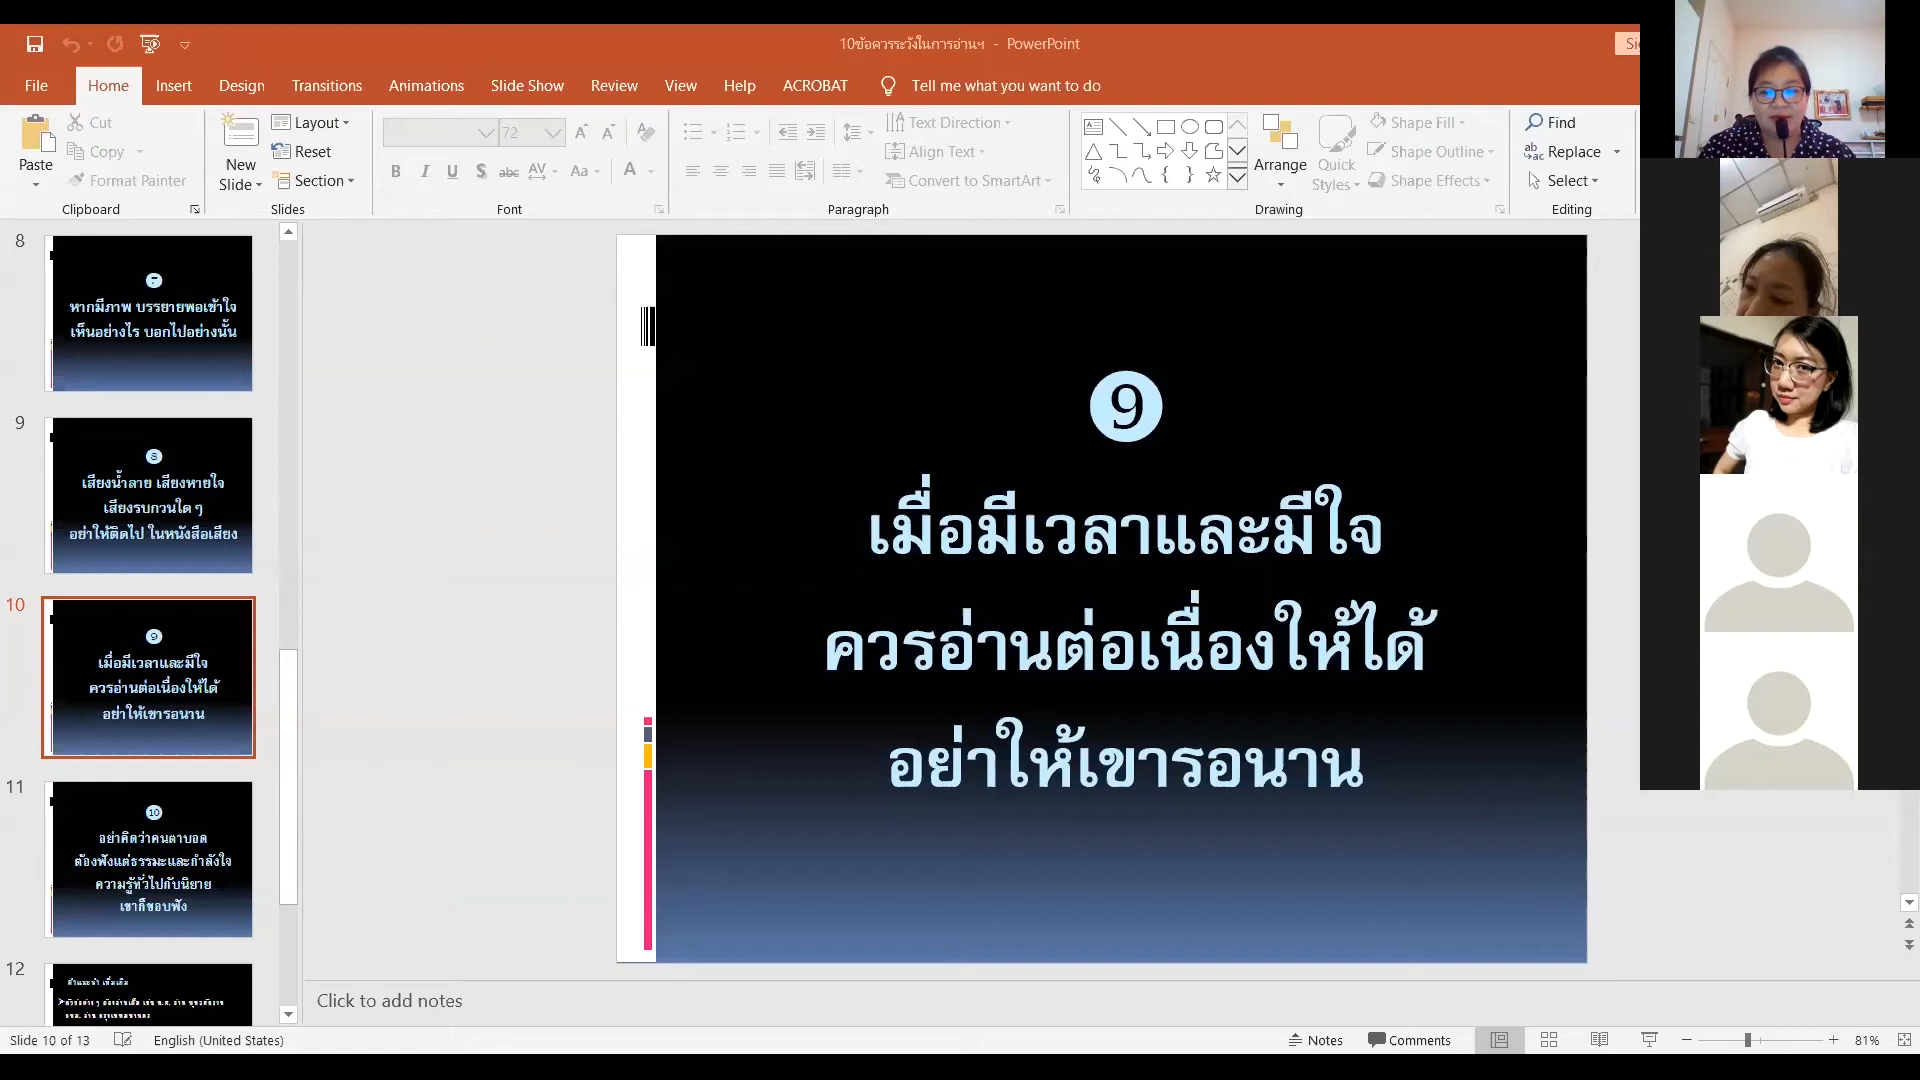 10ข้อควรระวังในการอ่านฯ - PowerPoint
File Home Insert Design Transitions Animations Slide Show Review View Help ACROBAT Tell me what you want to do
Paste
Cut
Copy
Format Painter
Clipboard
New Slide
Layout
Reset
Section
Slides
72
Font
Text Direction
Align Text
Convert to SmartArt
Paragraph
Arrange
Quick Styles
Shape Fill
Shape Outline
Shape Effects
Drawing
Find
Replace
Select
Editing
8
หากมีภาพ บรรยายพอเข้าใจ
เห็นอย่างไร บอกไปอย่างนั้น
9
8
เสียงน้ำลาย เสียงหายใจ
เสียงรบกวนใด ๆ
อย่าให้ติดไป ในหนังสือเสียง
10
9
เมื่อมีเวลาและมีใจ
ควรอ่านต่อเนื่องให้ได้
อย่าให้เขารอนาน
11
10
อย่าคิดว่าคนตาบอด
ต้องฟังแต่ธรรมะและกำลังใจ
ความรู้ทั่วไปกับนิยาย
เขาก็ชอบฟัง
12
9
เมื่อมีเวลาและมีใจ
ควรอ่านต่อเนื่องให้ได้
อย่าให้เขารอนาน
Click to add notes
Slide 10 of 13 English (United States) Notes Comments 81%